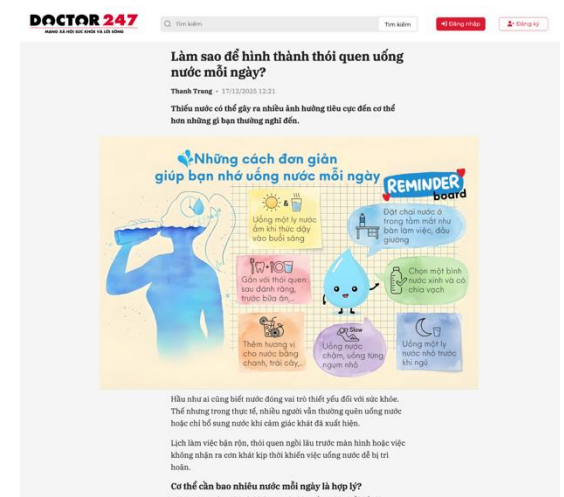 DOCTOR 247
MẠNG XÃ HỘI SỨC KHỎE VÀ LỐI SỐNG
Tìm kiếm
Tìm kiếm
Đăng nhập
Đăng ký
Làm sao để hình thành thói quen uống
nước mỗi ngày?
Thanh Trang - 17/12/2025 12:21
Thiếu nước có thể gây ra nhiều ảnh hưởng tiêu cực đến cơ thể
hơn những gì bạn thường nghĩ đến.
Những cách đơn giản
giúp bạn nhớ uống nước mỗi ngày
REMINDER
board
&
Uống một ly nước
ấm khi thức dậy
vào buổi sáng
Đặt chai nước ở
trong tầm mắt như
bàn làm việc, đầu
giường
Gắn với thói quen:
sau đánh răng,
trước bữa ăn,...
Chọn một bình
nước xinh và có
chia vạch
Thêm hương vị
cho nước bằng
chanh, trái cây,..
Slow
Uống nước
chậm, uống từng
ngụm nhỏ
Uống một ly
nước nhỏ trước
khi ngủ
Hầu như ai cũng biết nước đóng vai trò thiết yếu đối với sức khỏe.
Thế nhưng trong thực tế, nhiều người vẫn thường quên uống nước
hoặc chỉ bổ sung nước khi cảm giác khát đã xuất hiện.
Lịch làm việc bận rộn, thói quen ngồi lâu trước màn hình hoặc việc
không nhận ra cơn khát kịp thời khiến việc uống nước dễ bị trì
hoãn.
Cơ thể cần bao nhiêu nước mỗi ngày là hợp lý?